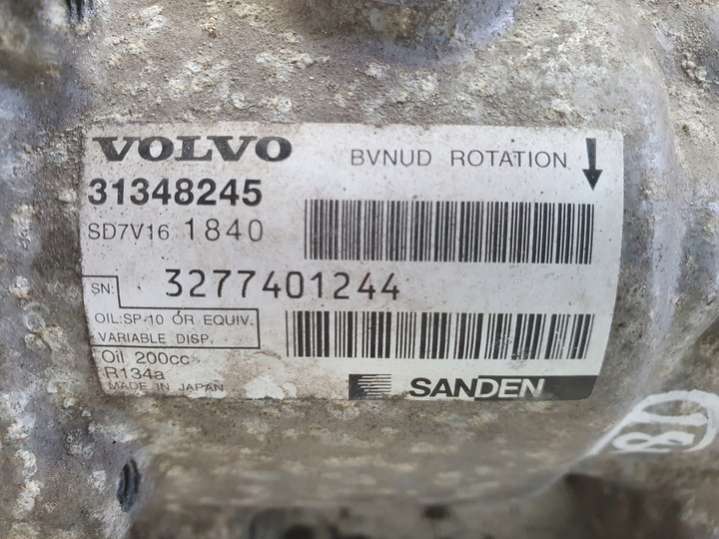 VOLVO
BVNUD ROTATION
31348245
SD7V16 1840
SN: 3277401244
OIL:SP-10 OR EQUIV.
VARIABLE DISP.
Oil 200cc
R134a
MADE IN JAPAN
SANDEN